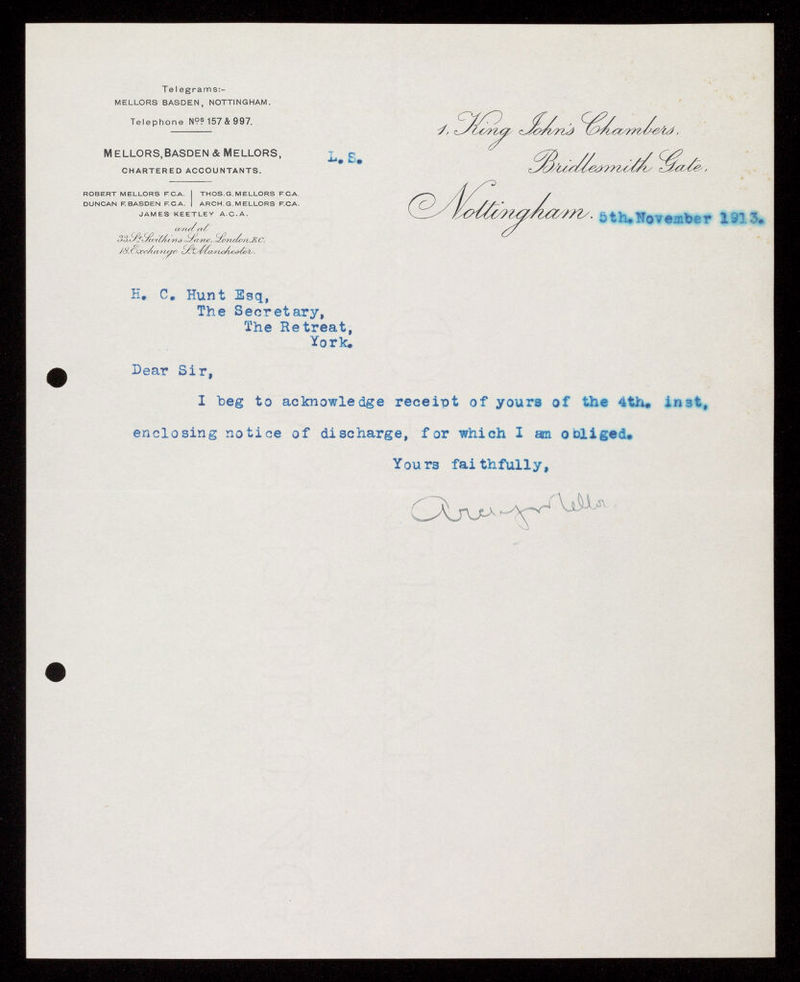 Telegrams:-
MELLORS BASDEN, NOTTINGHAM.
Telephone Nos 157 & 997.
MELLORS, BASDEN & MELLORS,
CHARTERED ACCOUNTANTS.
ROBERT MELLORS F.C.A. | THOS. G. MELLORS F.C.A.
DUNCAN F. BASDEN F.C.A. | ARCH. G. MELLORS F.C.A.
JAMES KEETLEY A.C.A.
and at
33, St Swithins Lane, London, E.C.
18, Exchange St Manchester.
L. S.
1, King John's Chambers,
Bridlesmith Gate,
Nottingham. 5th. November 1913.
H. C. Hunt Esq,
The Secretary,
The Retreat,
York.
Dear Sir,
I beg to acknowledge receipt of yours of the 4th. inst,
enclosing notice of discharge, for which I am obliged.
Yours faithfully,